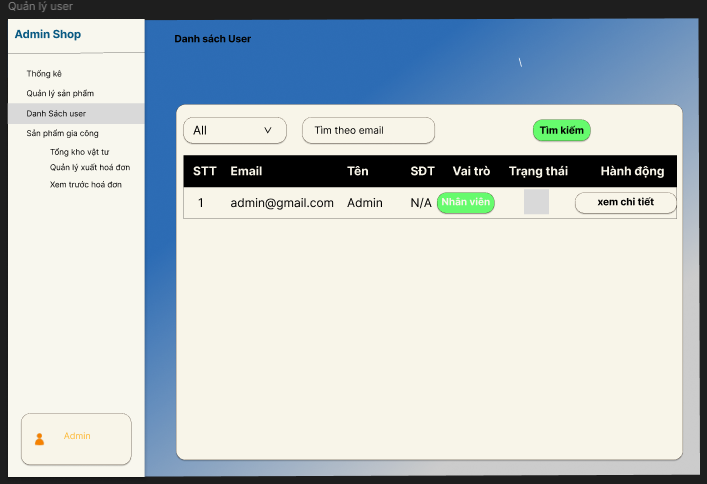 Quản lý user
Admin Shop
Danh sách User
\
Thống kê
Quản lý sản phẩm
Danh Sách user
Sản phẩm gia công
Tổng kho vật tư
Quản lý xuất hoá đơn
Xem trước hoá đơn
All
Tìm theo email
Tìm kiếm
STT Email Tên SĐT Vai trò Trạng thái Hành động
1 admin@gmail.com Admin N/A Nhân viên xem chi tiết
Admin